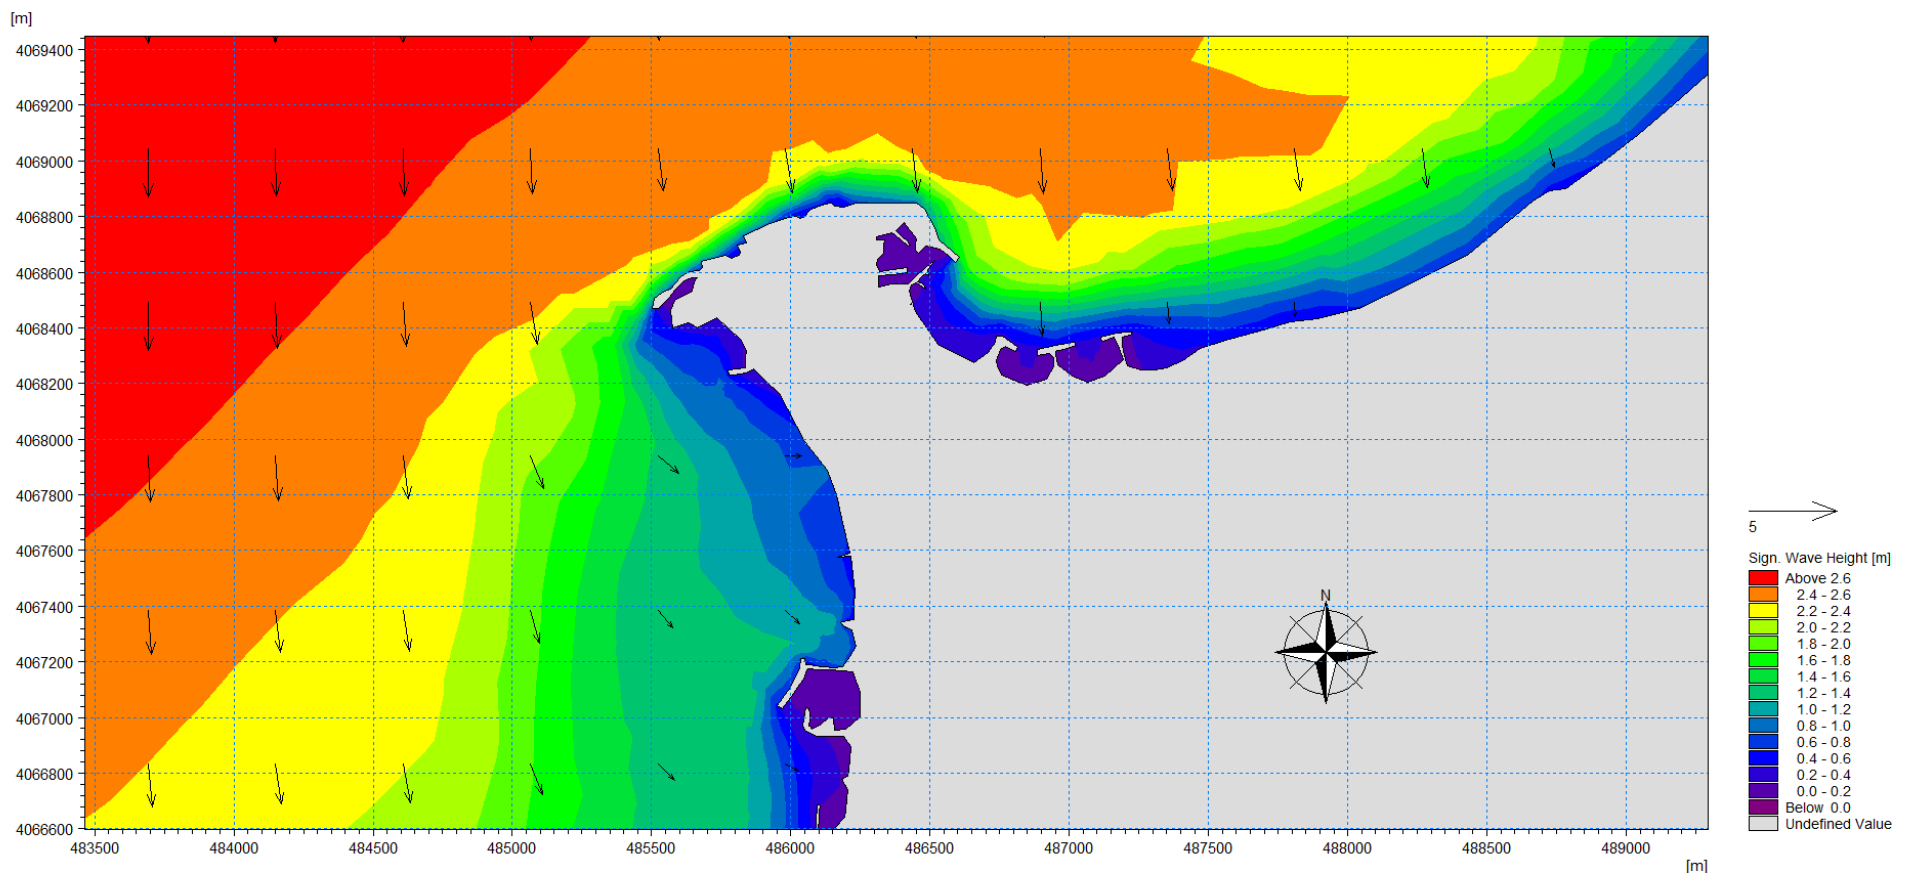 [m]
4069400
4069200
4069000
4068800
4068600
4068400
4068200
4068000
4067800
4067600
4067400
4067200
4067000
4066800
4066600
483500 484000 484500 485000 485500 486000 486500 487000 487500 488000 488500 489000
[m]
N
5
Sign. Wave Height [m]
Above 2.6
2.4 - 2.6
2.2 - 2.4
2.0 - 2.2
1.8 - 2.0
1.6 - 1.8
1.4 - 1.6
1.2 - 1.4
1.0 - 1.2
0.8 - 1.0
0.6 - 0.8
0.4 - 0.6
0.2 - 0.4
0.0 - 0.2
Below 0.0
Undefined Value